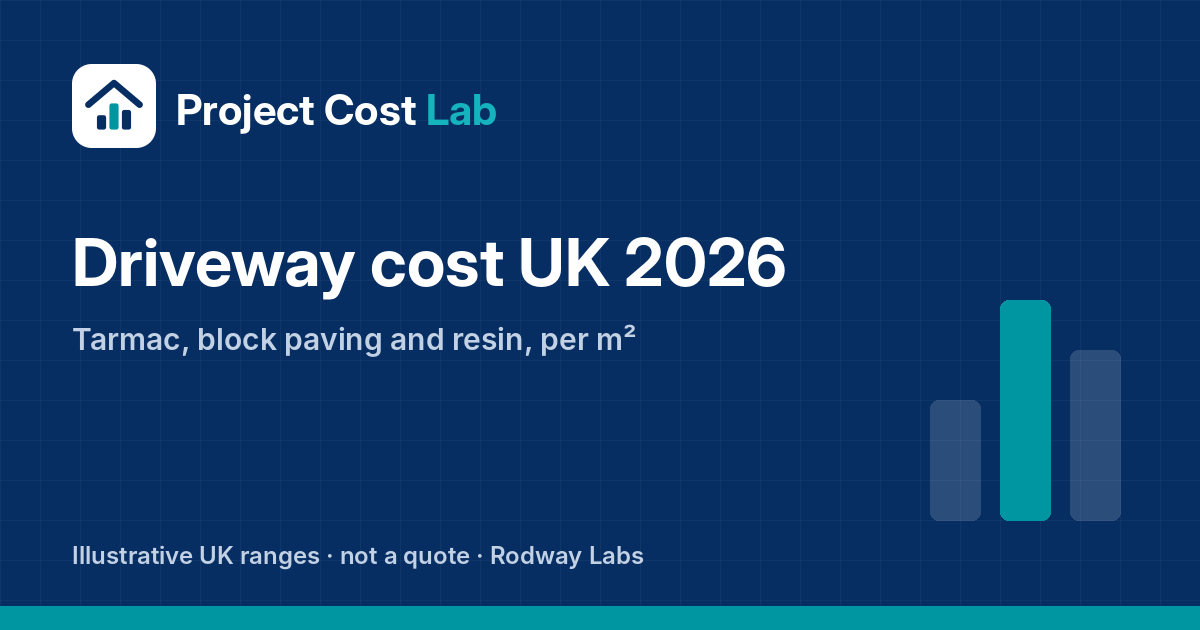 Project Cost Lab
Driveway cost UK 2026
Tarmac, block paving and resin, per m²
Illustrative UK ranges · not a quote · Rodway Labs